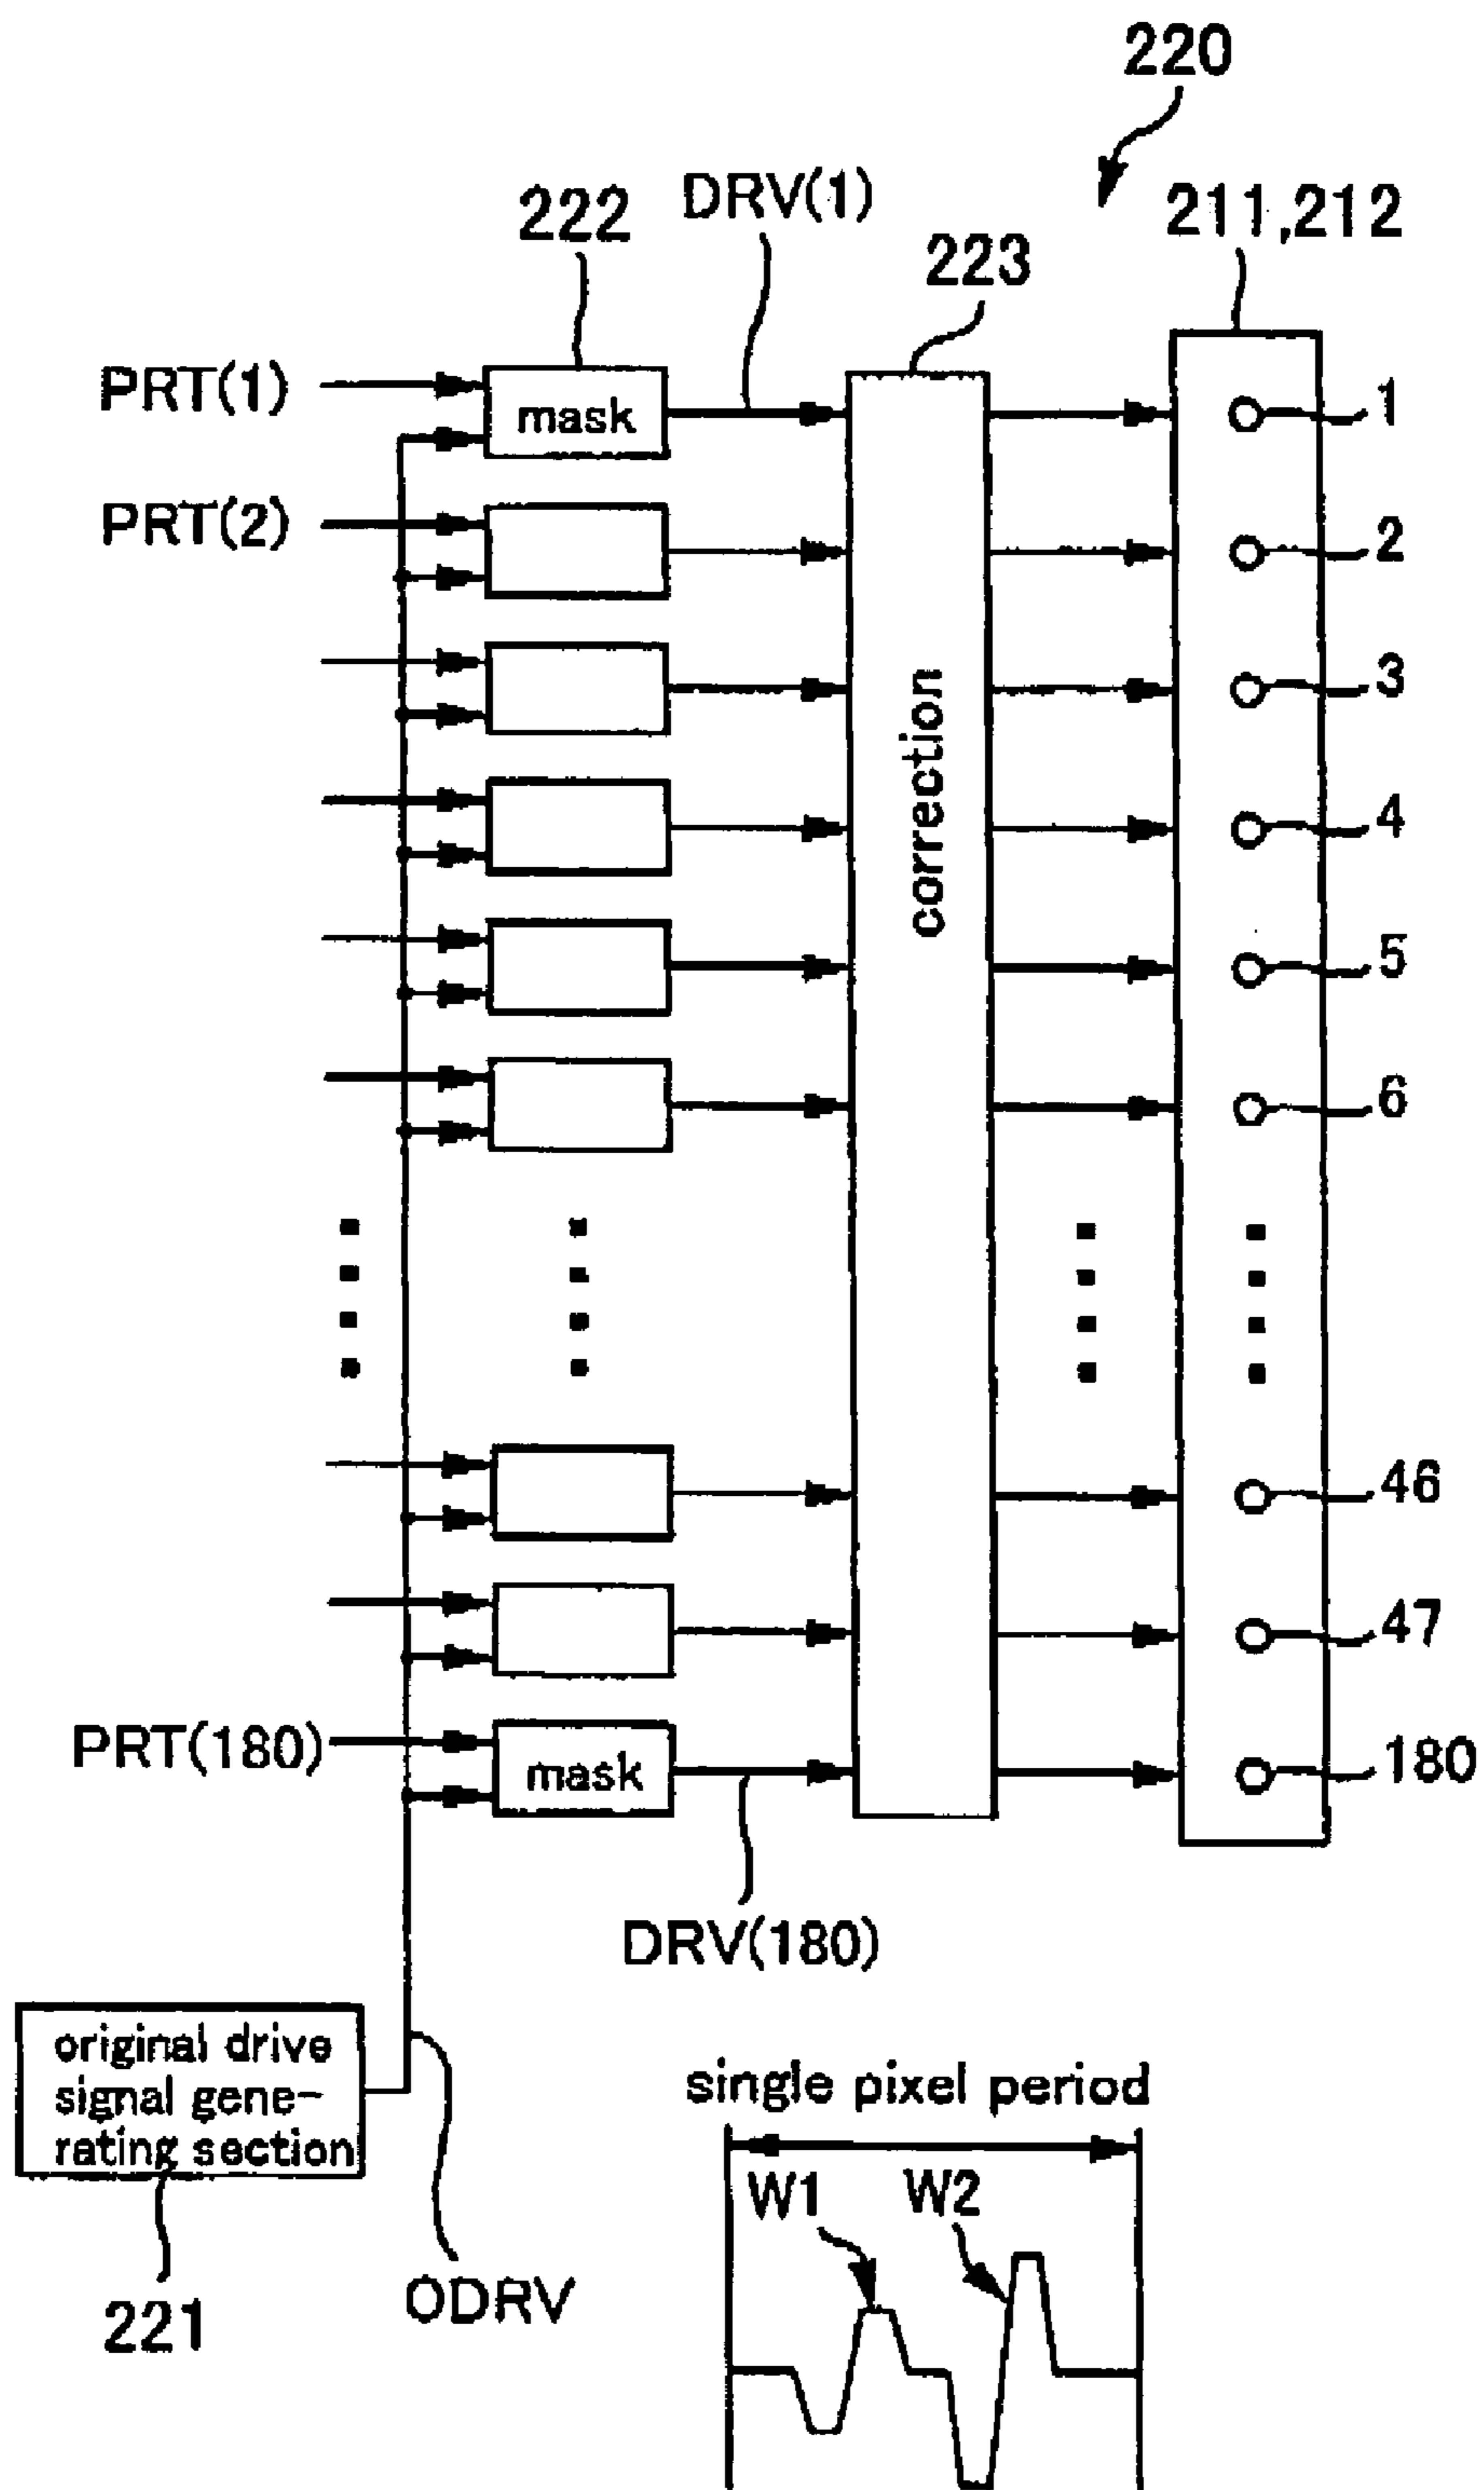 220
222
DRV(1)
223
211,212
PRT(1)
mask
1
PRT(2)
2
3
4
correction
5
6
46
47
PRT(180)
mask
180
DRV(180)
original drive
signal gene-
rating section
221
ODRV
single pixel period
W1
W2